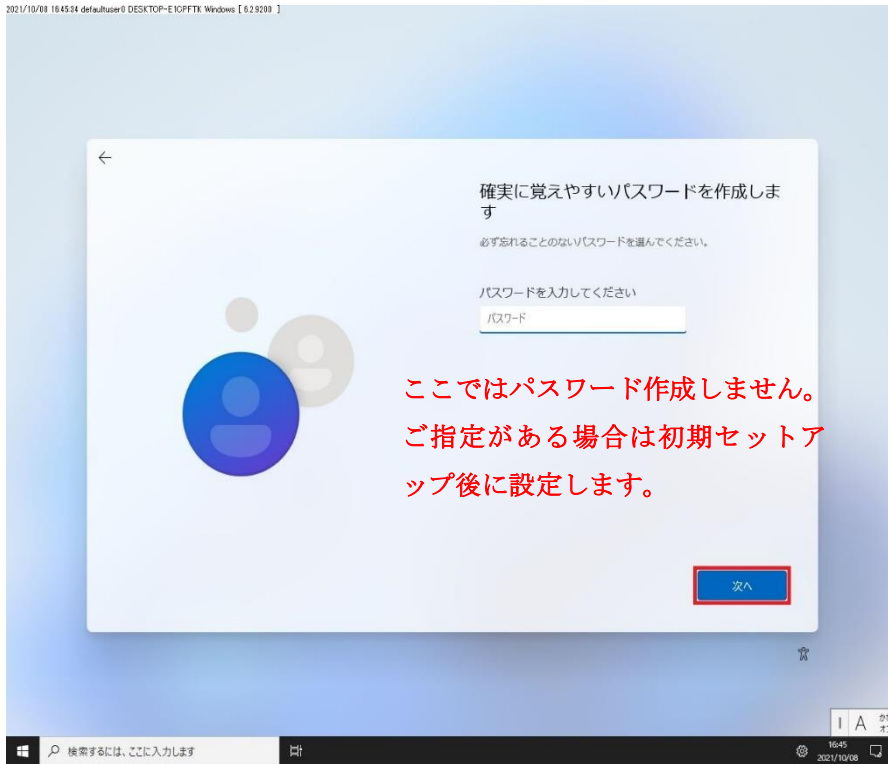 2021/10/08 16:45:34 defaultuser0 DESKTOP-E1OPFTK Windows [ 6.2.9200 ]
確実に覚えやすいパスワードを作成しま
す
必ず忘れることのないパスワードを選んでください。
パスワードを入力してください
パスワード
ここではパスワード作成しません。
ご指定がある場合は初期セットア
ップ後に設定します。
次へ
A
検索するには、ここに入力します
16:45
2021/10/08